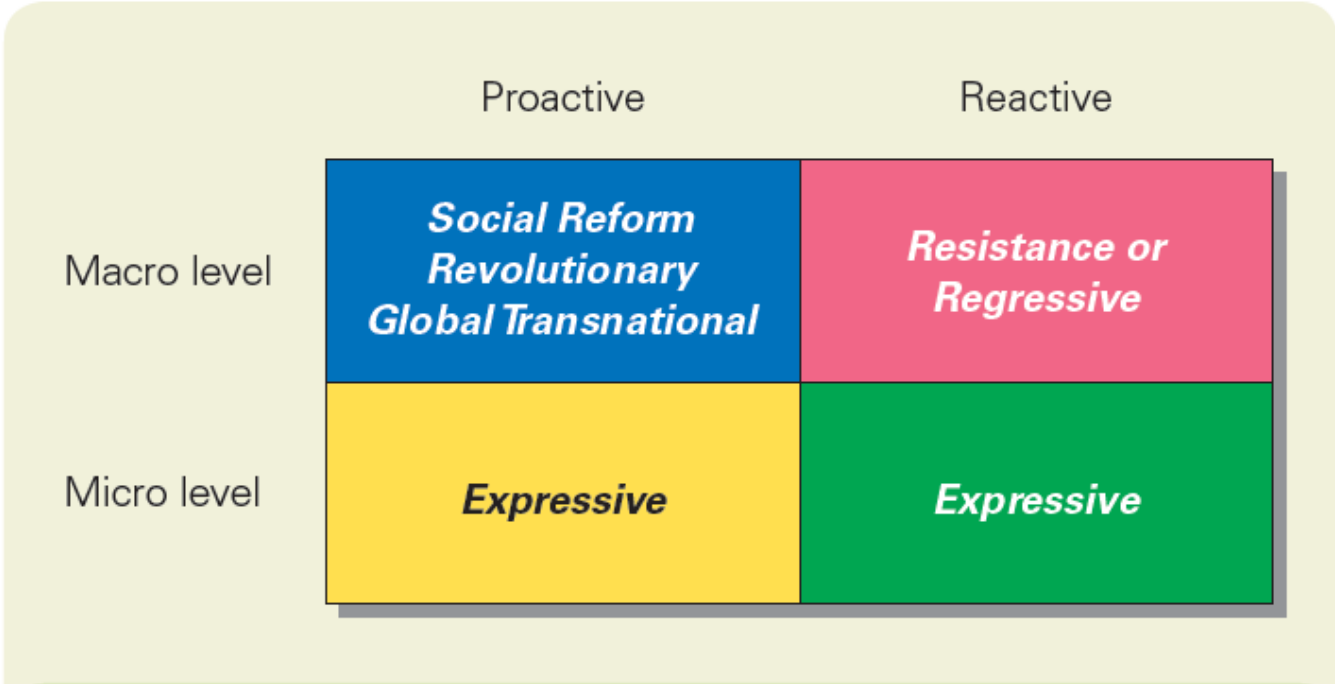 Proactive Reactive
Macro level
Social Reform
Revolutionary
Global Transnational
Resistance or
Regressive
Micro level
Expressive
Expressive